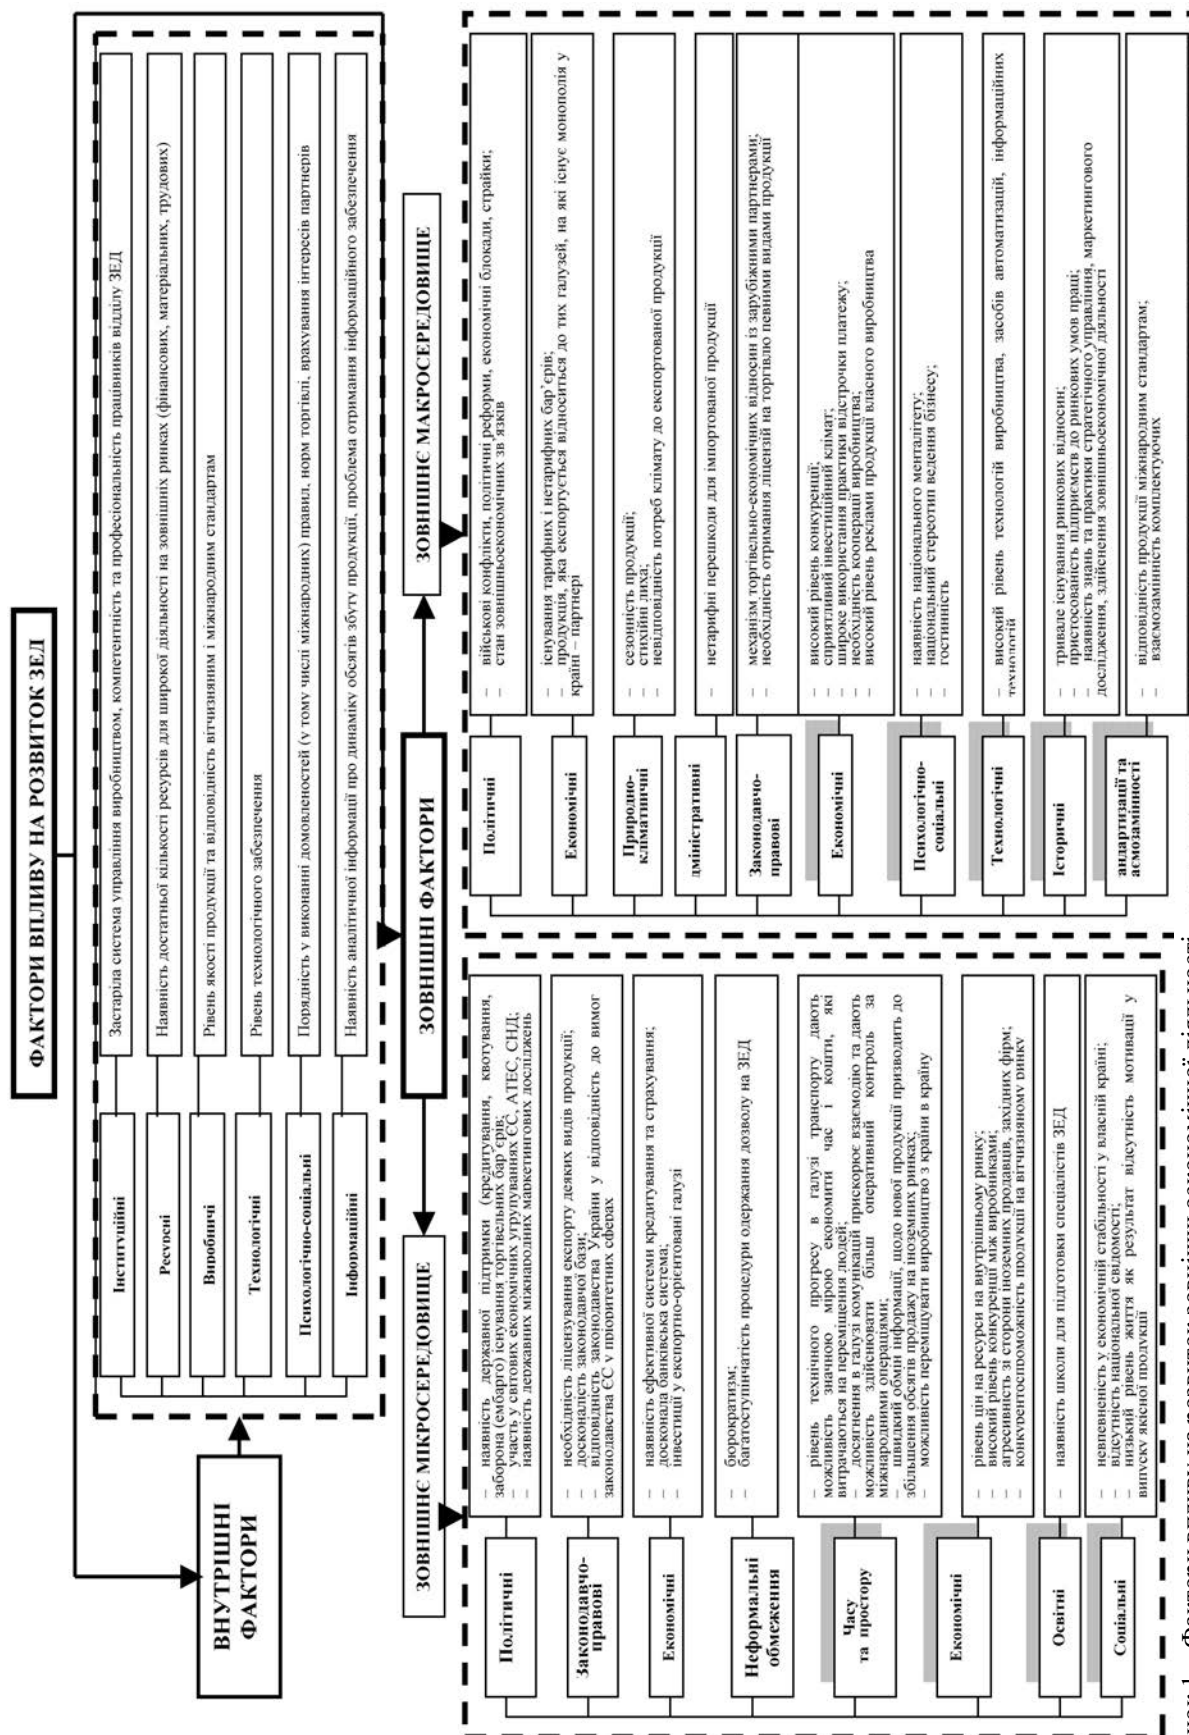 ФАКТОРИ ВПЛИВУ НА РОЗВИТОК ЗЕД
ВНУТРІШНІ
ФАКТОРИ
Інституційні
Застаріла система управління виробництвом, компетентність та професіональність працівників відділу ЗЕД
Ресурсні
Наявність достатньої кількості ресурсів для широкої діяльності на зовнішніх ринках (фінансових, матеріальних, трудових)
Виробничі
Рівень якості продукції та відповідність вітчизняним і міжнародним стандартам
Технологічні
Рівень технологічного забезпечення
Психологічно-соціальні
Порядність у виконанні домовленостей (у тому числі міжнародних) правил, норм торгівлі, врахування інтересів партнерів
Інформаційні
Наявність аналітичної інформації про динаміку обсягів збуту продукції, проблема отримання інформаційного забезпечення
ЗОВНІШНІ ФАКТОРИ
ЗОВНІШНЄ МІКРОСЕРЕДОВИЩЕ
Політичні
– наявність державної підтримки (кредитування, квотування,
заборона (ембарго) існування торгівельних бар’єрів;
– участь у світових економічних угрупуваннях ЄС, АТЕС, СНД;
– наявність державних міжнародних маркетингових досліджень
Законодавчо-
правові
– необхідність ліцензування експорту деяких видів продукції;
– досконалість законодавчої бази;
– відповідність законодавства України у відповідність до вимог
законодавства ЄС у пріоритетних сферах
Економічні
– наявність ефективної системи кредитування та страхування;
– доскона банківська система;
– інвестиції у експортно-орієнтовані галузі
Неформальні
обмеження
– бюрократизм;
– багатоступінчатість процедури одержання дозволу на ЗЕД
Часу
та простору
– рівень технічного прогресу в галузі транспорту дають
можливість значною мірою економити час і кошти, які
витрачаються на переміщення людей;
– досягнення в галузі комунікацій прискорює взаємодію та дають
можливість здійснювати більш оперативний контроль за
міжнародними операціями;
– швидкий обмін інформації, щодо нової продукції призводить до
збільшення обсягів продажу на іноземних ринках;
– можливість переміщувати виробництво з країни в країну
Економічні
– рівень цін на ресурси на внутрішньому ринку;
– високий рівень конкуренції між виробниками;
– агресивність зі сторони іноземних продавців, західних фірм;
– конкурентоспроможність продукції на вітчизняному ринку
Освітні
– наявність школи для підготовки спеціалістів ЗЕД
Соціальні
– невпевненість у економічній стабільності у власній країні;
– відсутність національної свідомості;
– низький рівень життя як результат відсутність мотивації у
випуску якісної продукції
ЗОВНІШНЄ МАКРОСЕРЕДОВИЩЕ
Політичні
– військові конфлікти, політичні реформи, економічні блокади, страйки;
– стан зовнішньоекономічних зв’язків
Економічні
– існування тарифних і нетарифних бар’єрів;
– продукція, яка експортується відноситься до тих галузей, на які існує монополія у
країні – партнері
Природно-
кліматиничні
– сезонність продукції;
– стихійні лиха;
– невідповідність потреб клімату до експортованої продукції
дміністративні
– нетарифні перешкоди для імпортованої продукції
Законодавчо-
правові
– механізм торгівельно-економічних відносин із зарубіжними партнерами;
– необхідність отримання ліцензій на торгівлю певними видами продукції
Економічні
– високий рівень конкуренції;
– сприятливий інвестиційний клімат;
– широке використання практики відстрочки платежу;
– необхідність кооперації виробництва;
– високий рівень реклами продукції власного виробництва
Психологічно-
соціальні
– наявність національного менталітету;
– національний стереотип ведення бізнесу;
– гостинність
Технологічні
– високий рівень технологій виробництва, засобів автоматизацій, інформаційних
технологій
Історичні
– тривале існування ринкових відносин;
– пристосованість підприємств до ринкових умов праці;
– наявність знань та практики стратегічного управління, маркетингового
дослідження, здійснення зовнішньоекономічної діяльності
андартизації та
аємозамінності
– відповідність продукції міжнародним стандартам;
– взаємозамінність комплектуючих
нок 1 – Фактори впливу на розвиток зовнішньоекономічної діяльності